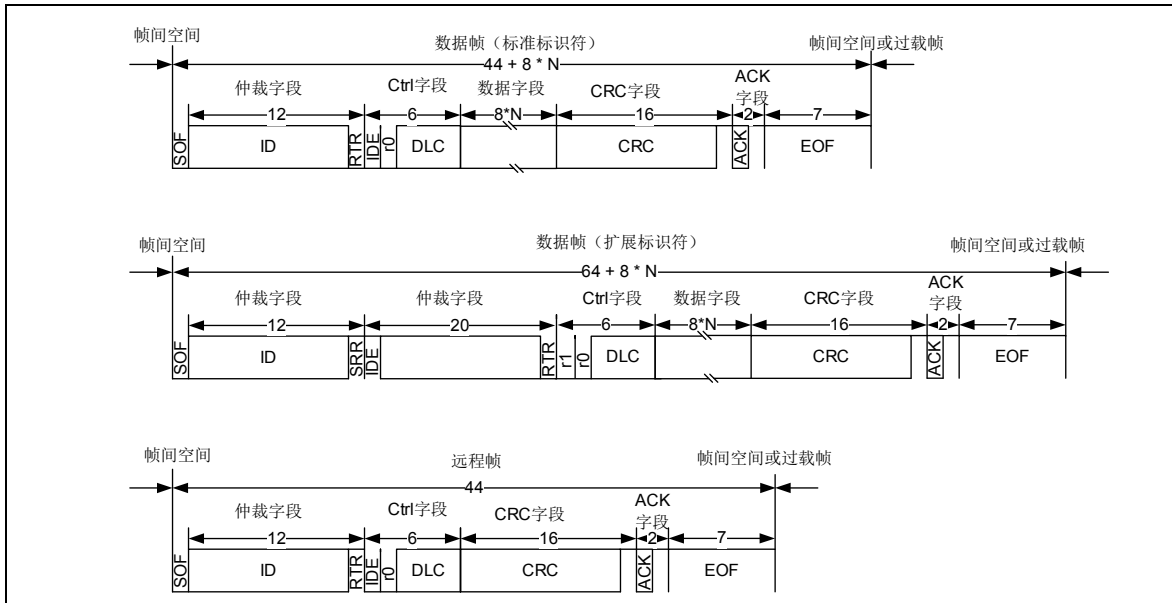 帧间空间
数据帧（标准标识符）
帧间空间或过载帧
44 + 8 * N
仲裁字段
Ctrl字段
数据字段
CRC字段
ACK
字段
12
6
8*N
16
2
7
SOF
ID
RTR
IDE
r0
DLC
CRC
ACK
EOF
帧间空间
数据帧（扩展标识符）
帧间空间或过载帧
64 + 8 * N
仲裁字段
仲裁字段
Ctrl字段
数据字段
CRC字段
ACK
字段
12
20
6
8*N
16
2
7
SOF
ID
SRR
IDE
RTR
r1
r0
DLC
CRC
ACK
EOF
帧间空间
远程帧
帧间空间或过载帧
44
仲裁字段
Ctrl字段
CRC字段
ACK
字段
12
6
16
2
7
SOF
ID
RTR
IDE
r0
DLC
CRC
ACK
EOF